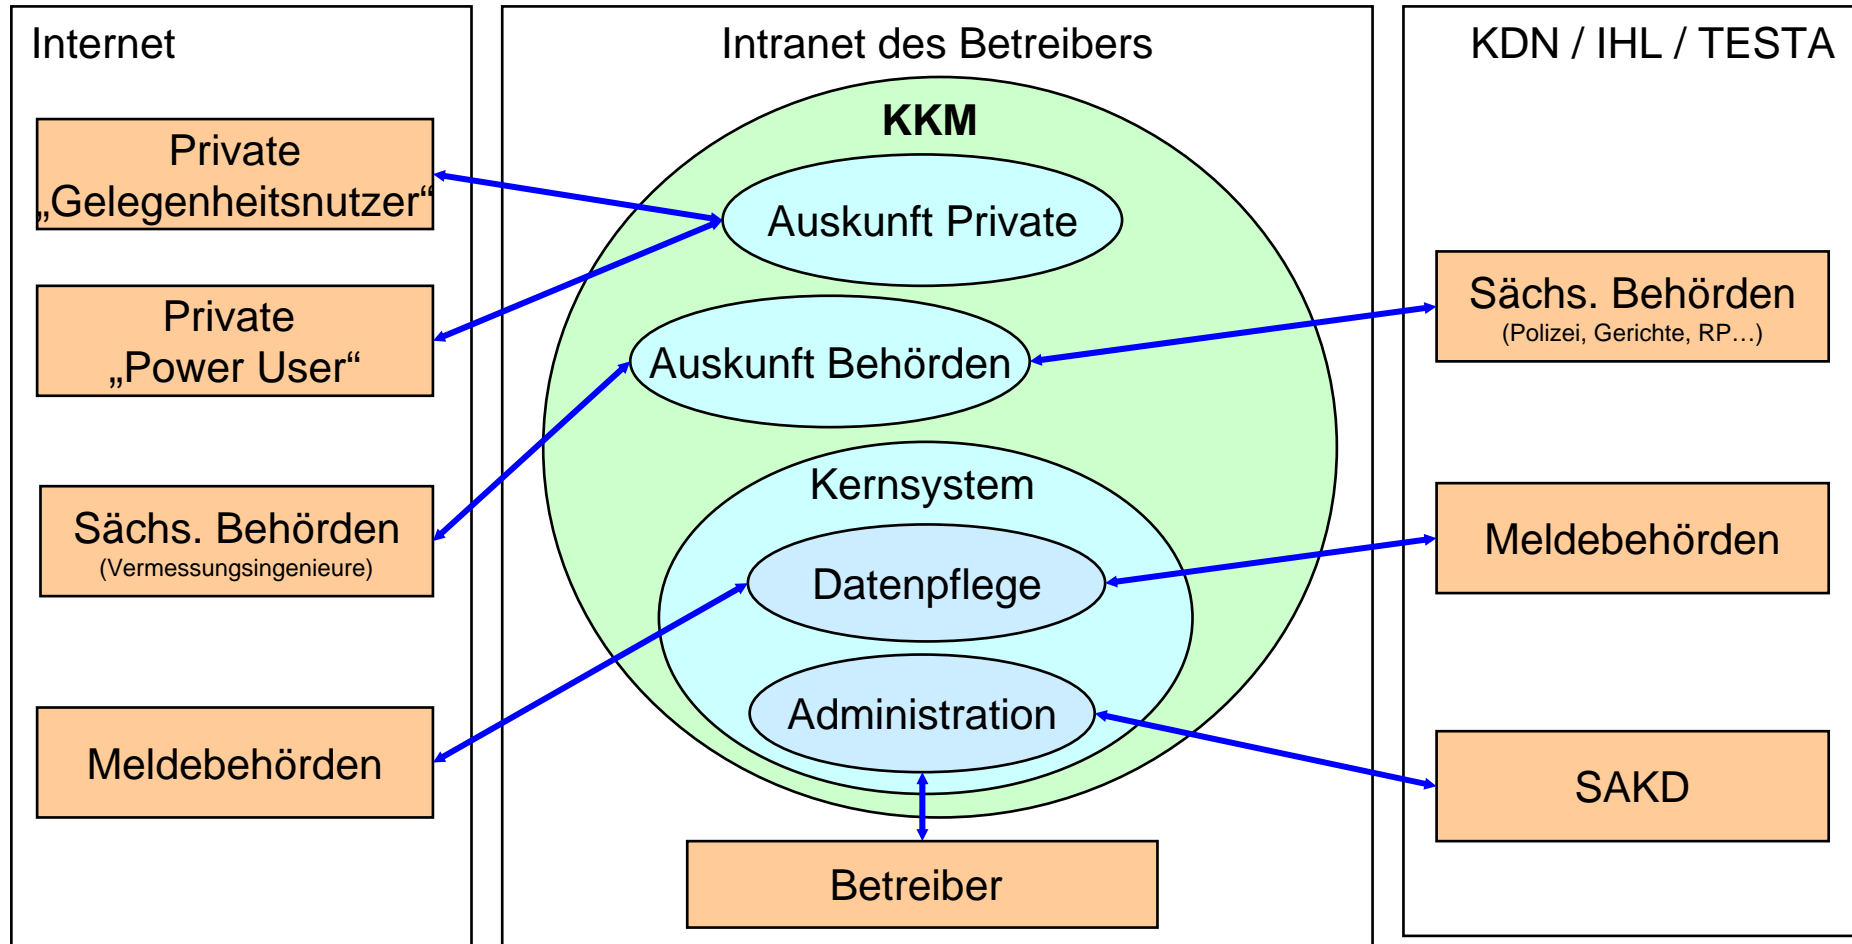 Internet
Private
„Gelegenheitsnutzer“
Private
„Power User“
Sächs. Behörden
(Vermessungsingenieure)
Meldebehörden
Intranet des Betreibers
KKM
Auskunft Private
Auskunft Behörden
Kernsystem
Datenpflege
Administration
Betreiber
KDN / IHL / TESTA
Sächs. Behörden
(Polizei, Gerichte, RP…)
Meldebehörden
SAKD